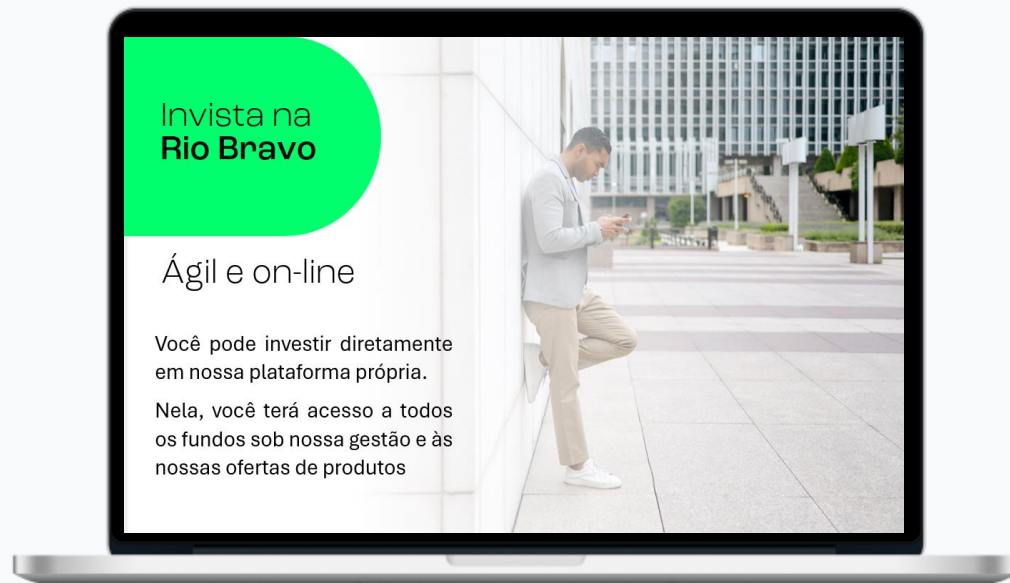 Invista na
Rio Bravo
Ágil e on-line
Você pode investir diretamente
em nossa plataforma própria.
Nela, você terá acesso a todos
os fundos sob nossa gestão e às
nossas ofertas de produtos